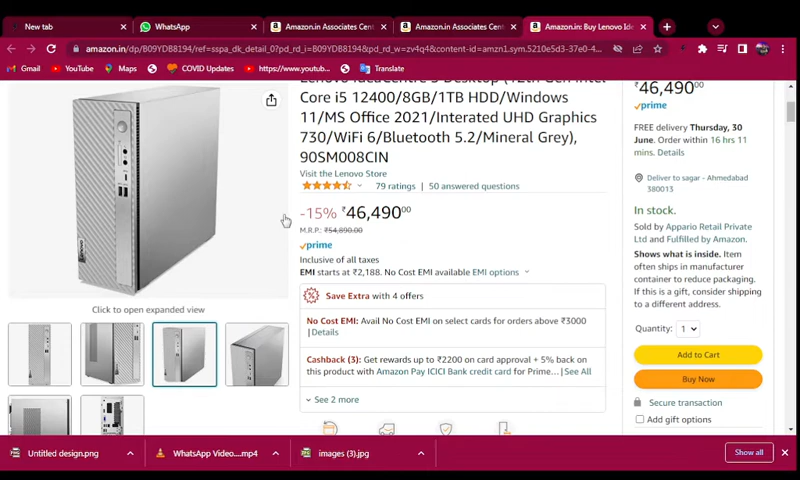 New tab
WhatsApp
Amazon.in Associates Cent
Amazon.in Associates Cent
Amazon.in: Buy Lenovo Ide
amazon.in/dp/B09YDB8194/ref=sspa_dk_detail_0?pd_rd_i=B09YDB8194&pd_rd_w=zv4q4&content-id=amzn1.sym.5210e5d3-37e0-4...
Gmail
YouTube
Maps
COVID Updates
https://www.youtub...
Translate
Lenovo IdeaCentre 3 Desktop (12th Gen Intel
Core i5 12400/8GB/1TB HDD/Windows
11/MS Office 2021/Interated UHD Graphics
730/WiFi 6/Bluetooth 5.2/Mineral Grey),
90SM008CIN
Visit the Lenovo Store
79 ratings | 50 answered questions
-15% ₹46,490⁰⁰
M.R.P.: ₹54,890.00
prime
Inclusive of all taxes
EMI starts at ₹2,188. No Cost EMI available EMI options
Save Extra with 4 offers
No Cost EMI: Avail No Cost EMI on select cards for orders above ₹3000
| Details
Cashback (3): Get rewards up to ₹2200 on card approval + 5% back on
this product with Amazon Pay ICICI Bank credit card for Prime... | See All
See 2 more
Lenovo
Click to open expanded view
₹46,490⁰⁰
prime
FREE delivery Thursday, 30
June. Order within 16 hrs 11
mins. Details
Deliver to sagar - Ahmedabad
380013
In stock.
Sold by Appario Retail Private
Ltd and Fulfilled by Amazon.
Shows what is inside. Item
often ships in manufacturer
container to reduce packaging.
If this is a gift, consider shipping
to a different address.
Quantity: 1
Add to Cart
Buy Now
Secure transaction
Add gift options
Untitled design.png
WhatsApp Video....mp4
images (3).jpg
Show all